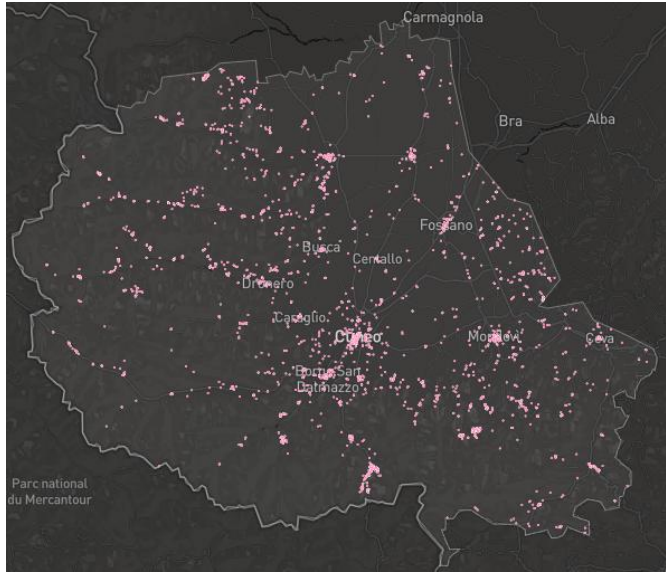 Carmagnola
Bra
Alba
Fossano
Busca
Centallo
Dronero
Caraglio
Cuneo
Mondovì
Ceva
Borgo San
Dalmazzo
Parc national
du Mercantour